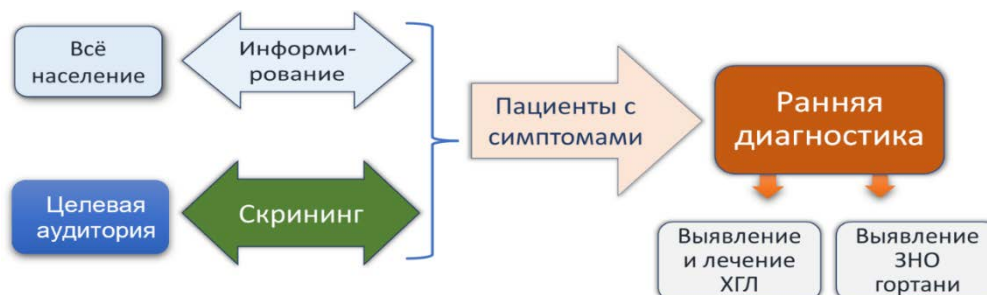 Всё
население
Информи-
рование
Целевая
аудитория
Скрининг
Пациенты с
симптомами
Ранняя
диагностика
Выявление
и лечение
ХГЛ
Выявление
ЗНО
гортани